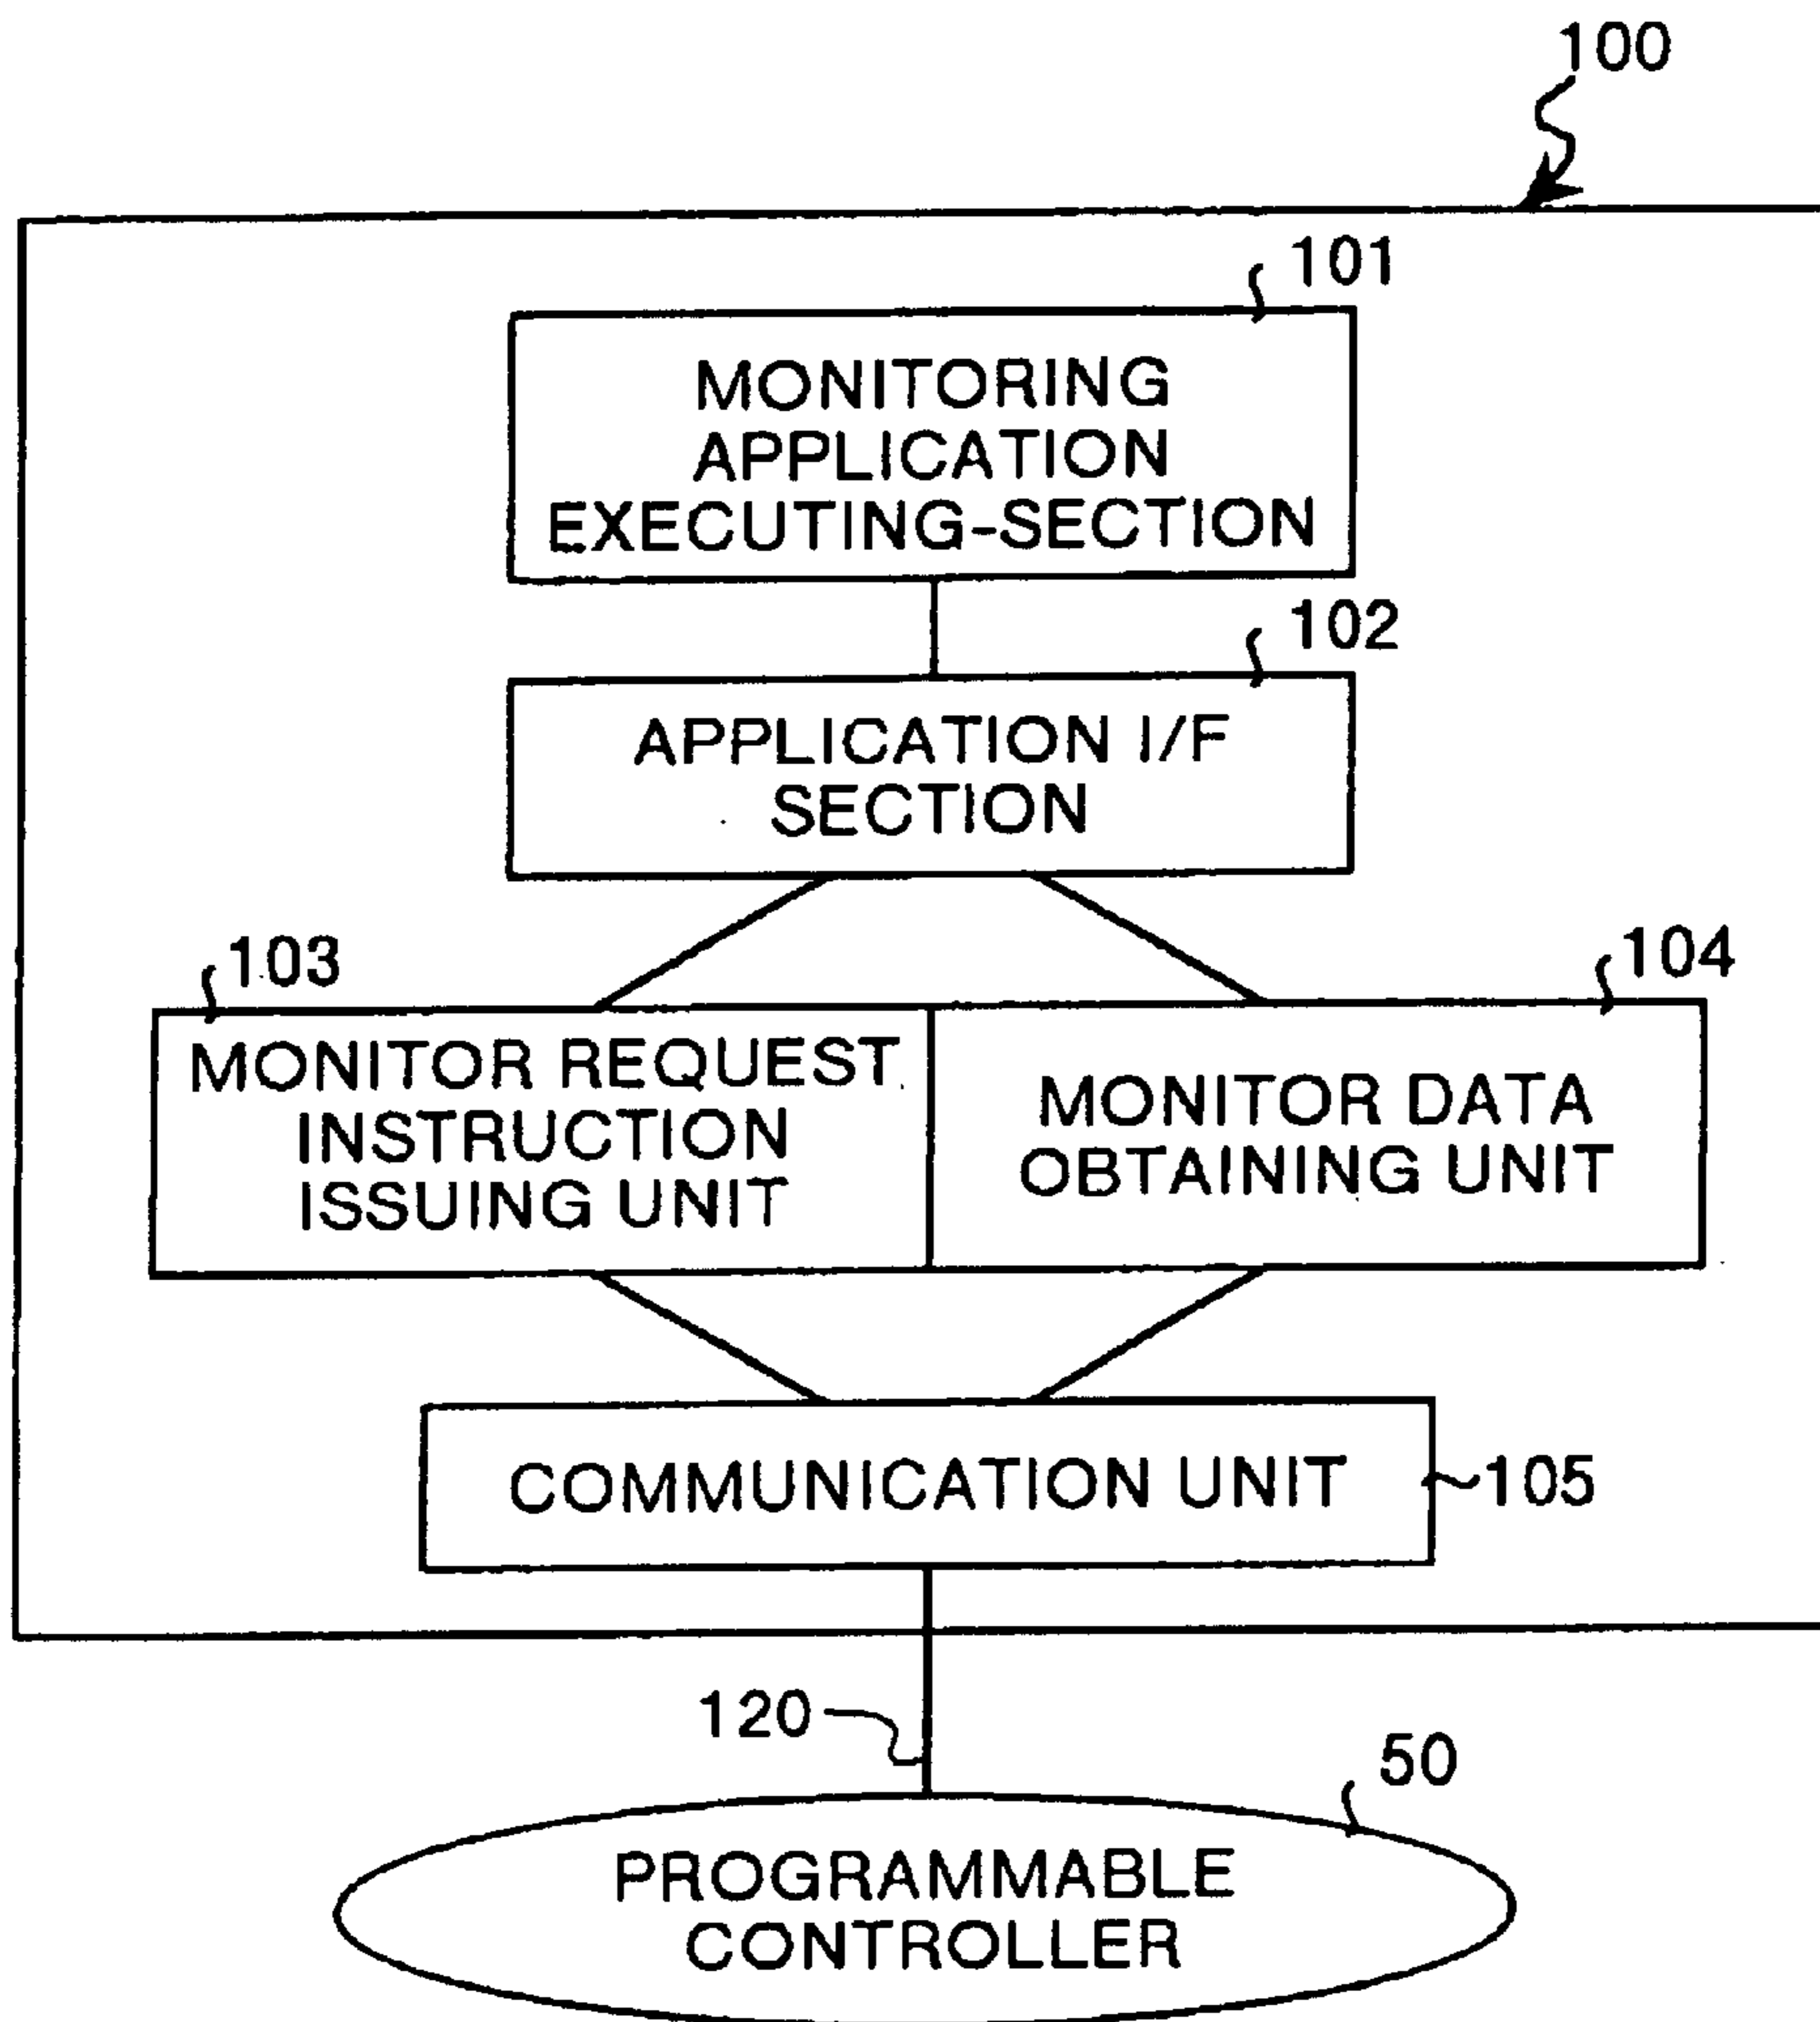 100
101
MONITORING
APPLICATION
EXECUTING-SECTION
102
APPLICATION I/F
SECTION
103
104
MONITOR REQUEST
INSTRUCTION
ISSUING UNIT
MONITOR DATA
OBTAINING UNIT
COMMUNICATION UNIT
105
120
50
PROGRAMMABLE
CONTROLLER